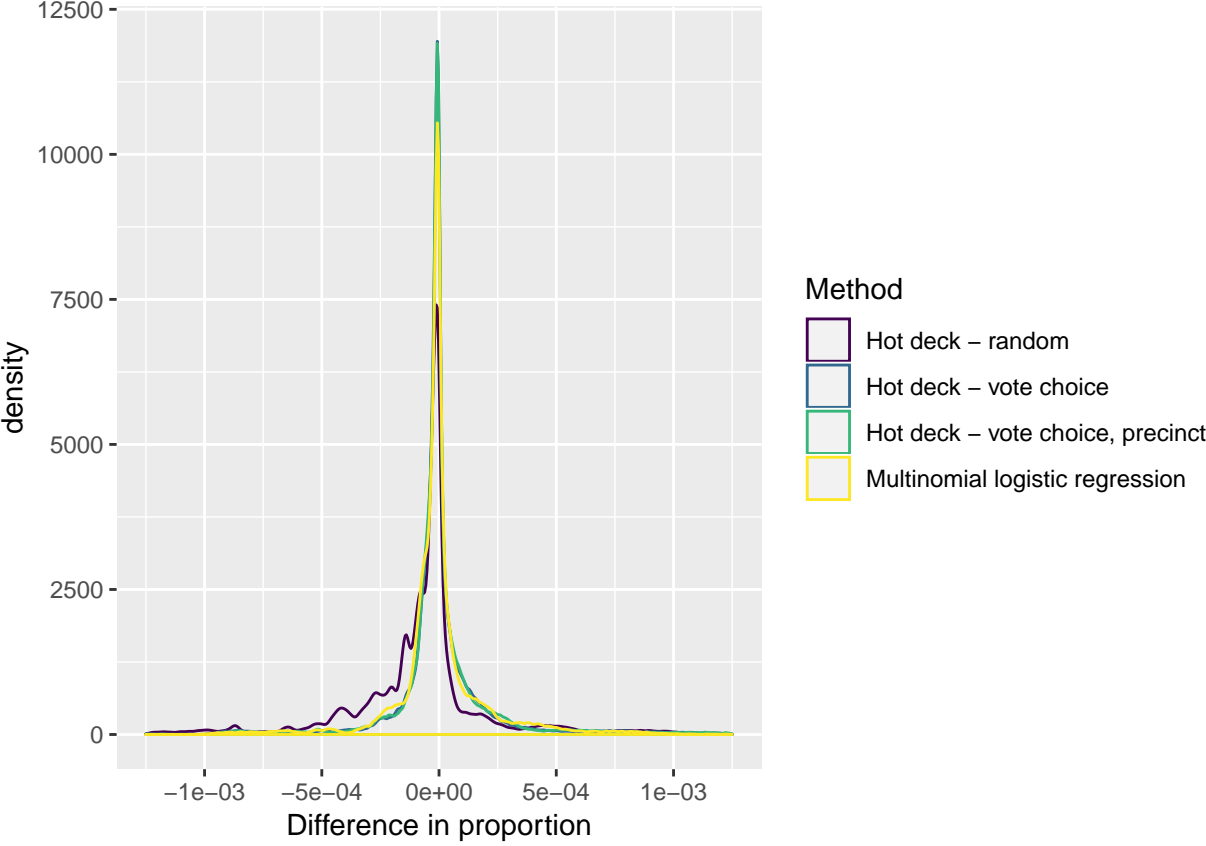 12500
10000
7500
5000
2500
0
density
−1e−03 −5e−04 0e+00 5e−04 1e−03
Difference in proportion
Method
Hot deck − random
Hot deck − vote choice
Hot deck − vote choice, precinct
Multinomial logistic regression